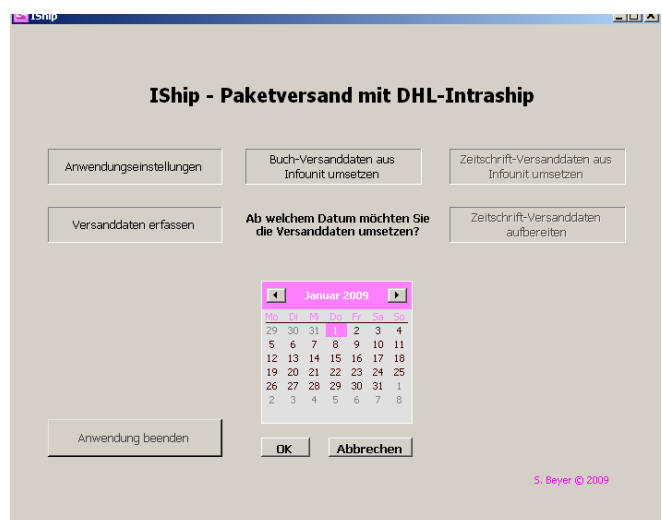 IShip
IShip - Paketversand mit DHL-Intraship
Anwendungseinstellungen
Buch-Versanddaten aus
Infounit umsetzen
Zeitschrift-Versanddaten aus
Infounit umsetzen
Versanddaten erfassen
Ab welchem Datum möchten Sie
die Versanddaten umsetzen?
Zeitschrift-Versanddaten
aufbereiten
Januar 2009
Mo Di Mi Do Fr Sa So
29 30 31 1 2 3 4
5 6 7 8 9 10 11
12 13 14 15 16 17 18
19 20 21 22 23 24 25
26 27 28 29 30 31 1
2 3 4 5 6 7 8
Anwendung beenden
OK Abbrechen
S. Beyer © 2009